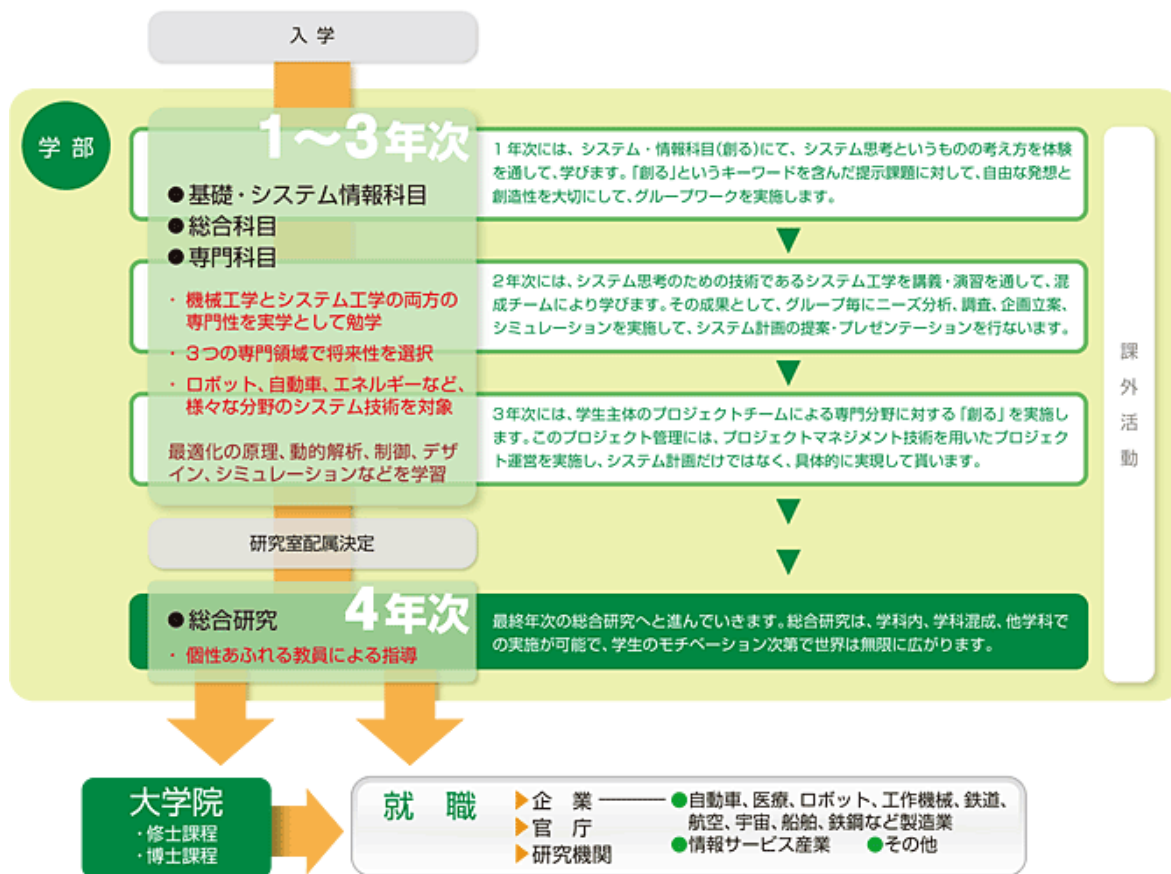 入 学
学 部
1～3年次
●基礎・システム情報科目
●総合科目
●専門科目
・機械工学とシステム工学の両方の
専門性を実学として勉学
・3つの専門領域で将来性を選択
・ロボット、自動車、エネルギーなど、
様々な分野のシステム技術を対象
最適化の原理、動的解析、制御、デザ
イン、シミュレーションなどを学習
1年次には、システム・情報科目(創る)にて、システム思考というものの考え方を体験
を通して、学びます。「創る」というキーワードを含んだ提示課題に対して、自由な発想と
創造性を大切にして、グループワークを実施します。
2年次には、システム思考のための技術であるシステム工学を講義・演習を通して、混
成チームにより学びます。その成果として、グループ毎にニーズ分析、調査、企画立案、
シミュレーションを実施して、システム計画の提案・プレゼンテーションを行ないます。
3年次には、学生主体のプロジェクトチームによる専門分野に対する「創る」を実施し
ます。このプロジェクト管理には、プロジェクトマネジメント技術を用いたプロジェク
ト運営を実施し、システム計画だけではなく、具体的に実現して貰います。
課外活動
研究室配属決定
4年次
●総合研究
・個性あふれる教員による指導
最終年次の総合研究へと進んでいきます。総合研究は、学科内、学科混成、他学科で
の実施が可能で、学生のモチベーション次第で世界は無限に広がります。
大学院
・修士課程
・博士課程
就 職
企 業
官 庁
研究機関
●自動車、医療、ロボット、工作機械、鉄道、
航空、宇宙、船舶、鉄鋼など製造業
●情報サービス産業 ●その他